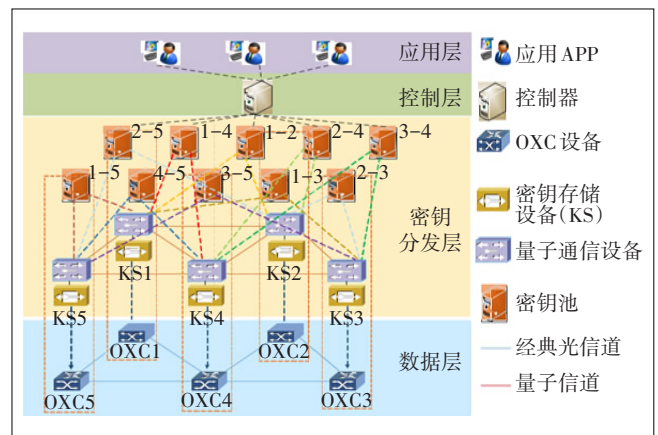 应用层
应用APP
控制层
控制器
2-5
1-4
1-2
2-4
3-4
OXC设备
1-5
4-5
3-5
1-3
2-3
密钥
分发层
密钥存储
设备(KS)
量子通信设备
KS1
KS2
KS5
KS4
KS3
密钥池
OXC1
OXC2
数据层
经典光信道
OXC5
OXC4
OXC3
量子信道